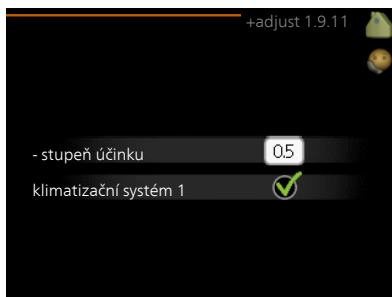 +adjust 1.9.11
- stupeň účinku 0.5
klimatizační systém 1